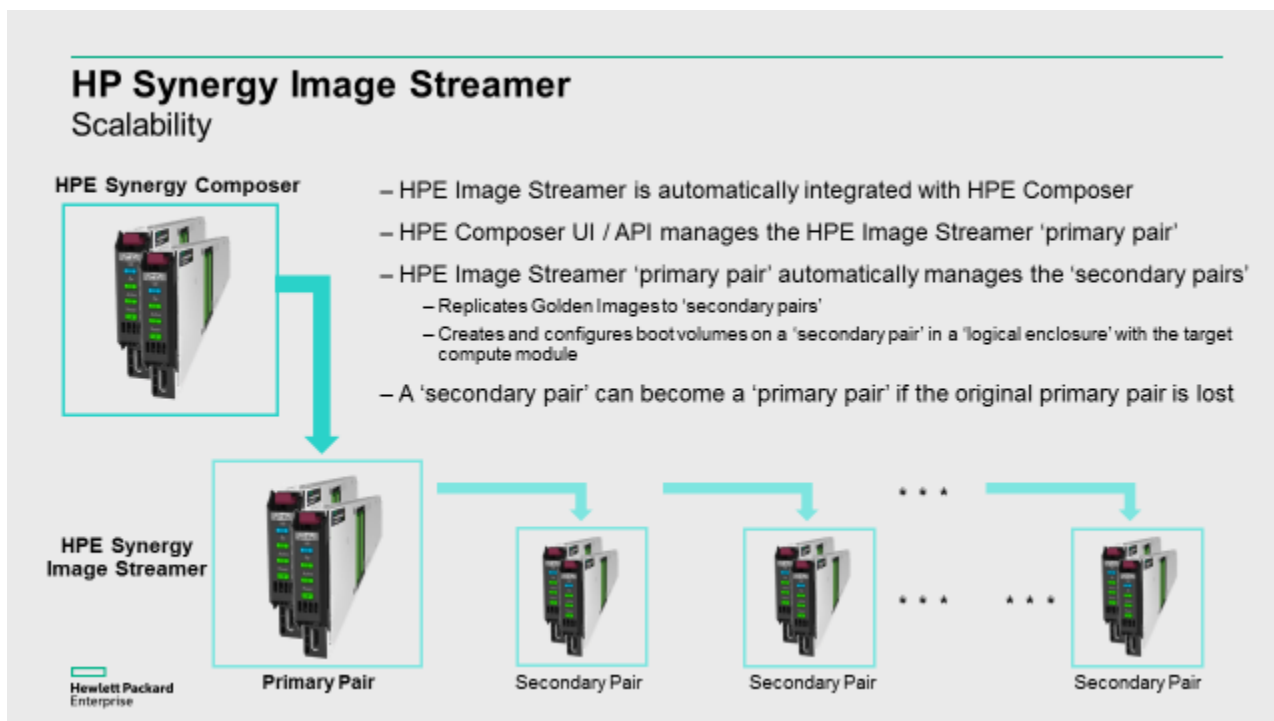 HP Synergy Image Streamer
Scalability
HPE Synergy Composer
– HPE Image Streamer is automatically integrated with HPE Composer
– HPE Composer UI / API manages the HPE Image Streamer ‘primary pair’
– HPE Image Streamer ‘primary pair’ automatically manages the ‘secondary pairs’
– Replicates Golden Images to ‘secondary pairs’
– Creates and configures boot volumes on a ‘secondary pair’ in a ‘logical enclosure’ with the target
compute module
– A ‘secondary pair’ can become a ‘primary pair’ if the original primary pair is lost
* * *
HPE Synergy
Image Streamer
* * *
* * *
Primary Pair
Secondary Pair
Secondary Pair
Secondary Pair
Hewlett Packard
Enterprise